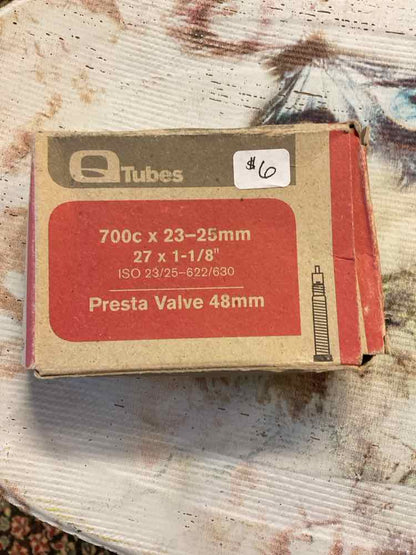 Q Tubes
$6
700c x 23–25mm
27 x 1-1/8"
ISO 23/25-622/630
Presta Valve 48mm